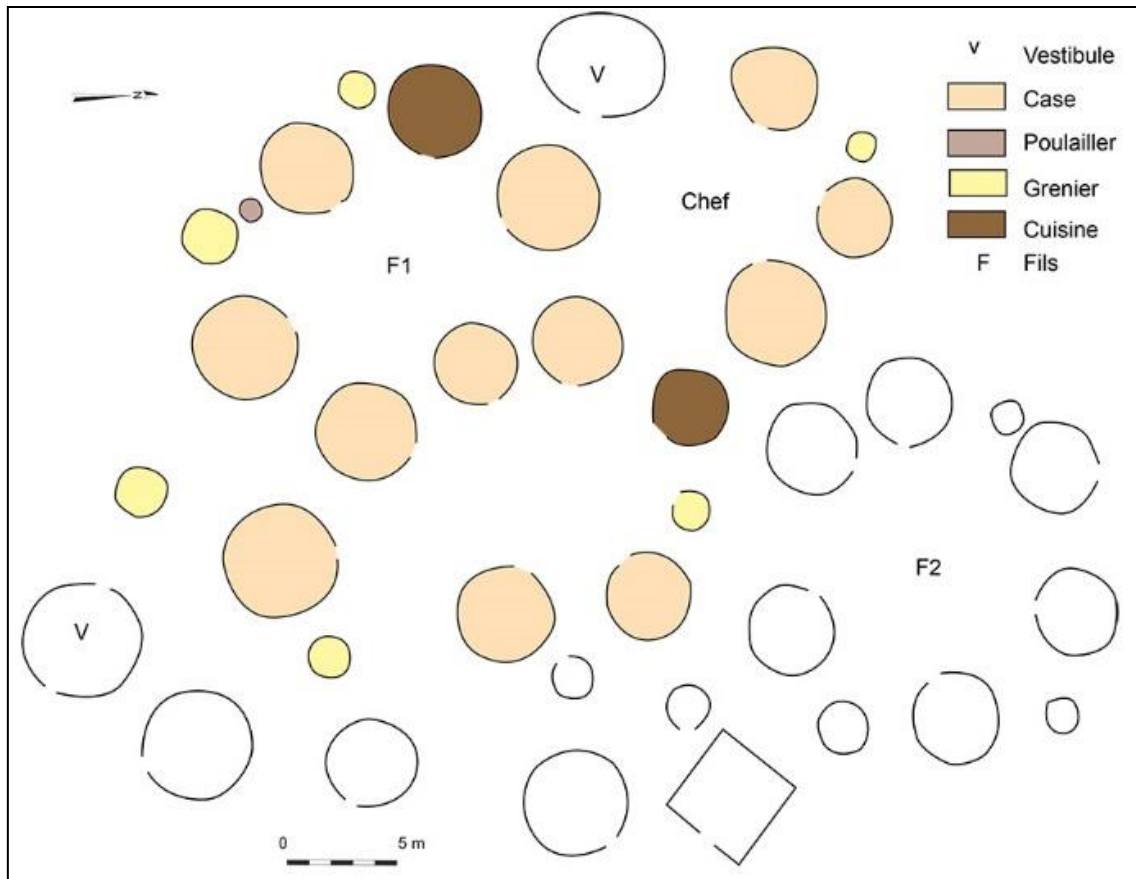 V
v Vestibule
Case
Poulailler
Grenier
Cuisine
F Fils
N
Chef
F1
F2
V
0 5 m